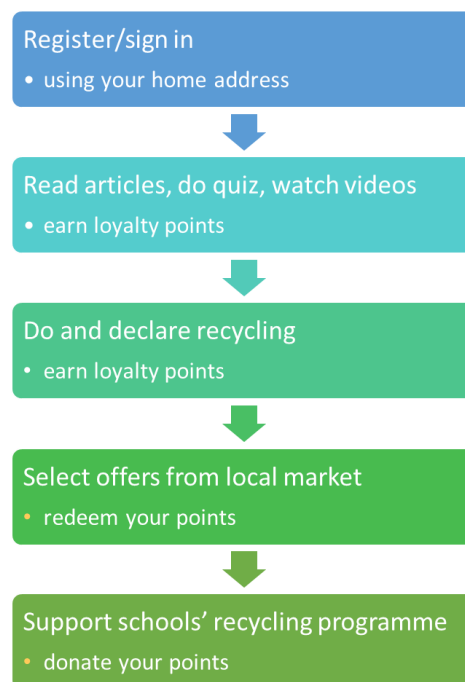 Register/sign in
• using your home address
Read articles, do quiz, watch videos
• earn loyalty points
Do and declare recycling
• earn loyalty points
Select offers from local market
• redeem your points
Support schools’ recycling programme
• donate your points